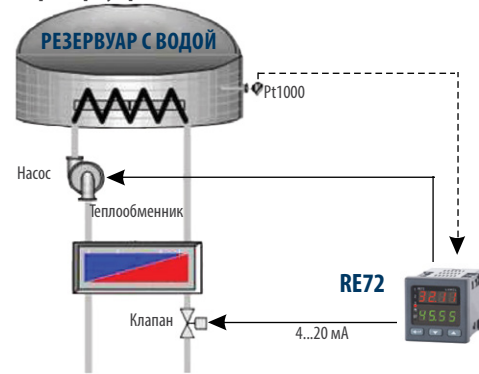 РЕЗЕРВУАР С ВОДОЙ
Pt1000
Насос
Теплообменник
RE72
Клапан
4...20 мА